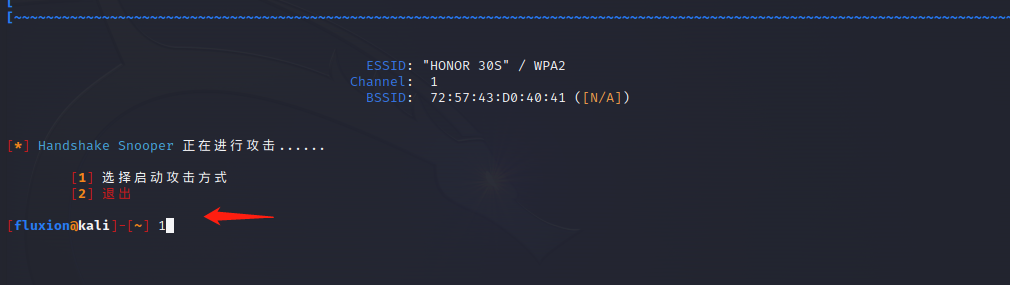 ESSID: "HONOR 30S" / WPA2
Channel: 1
BSSID: 72:57:43:D0:40:41 ([N/A])
[*] Handshake Snooper 正在进行攻击......
[1] 选择启动攻击方式
[2] 退出
[fluxion@kali]-[~] 1